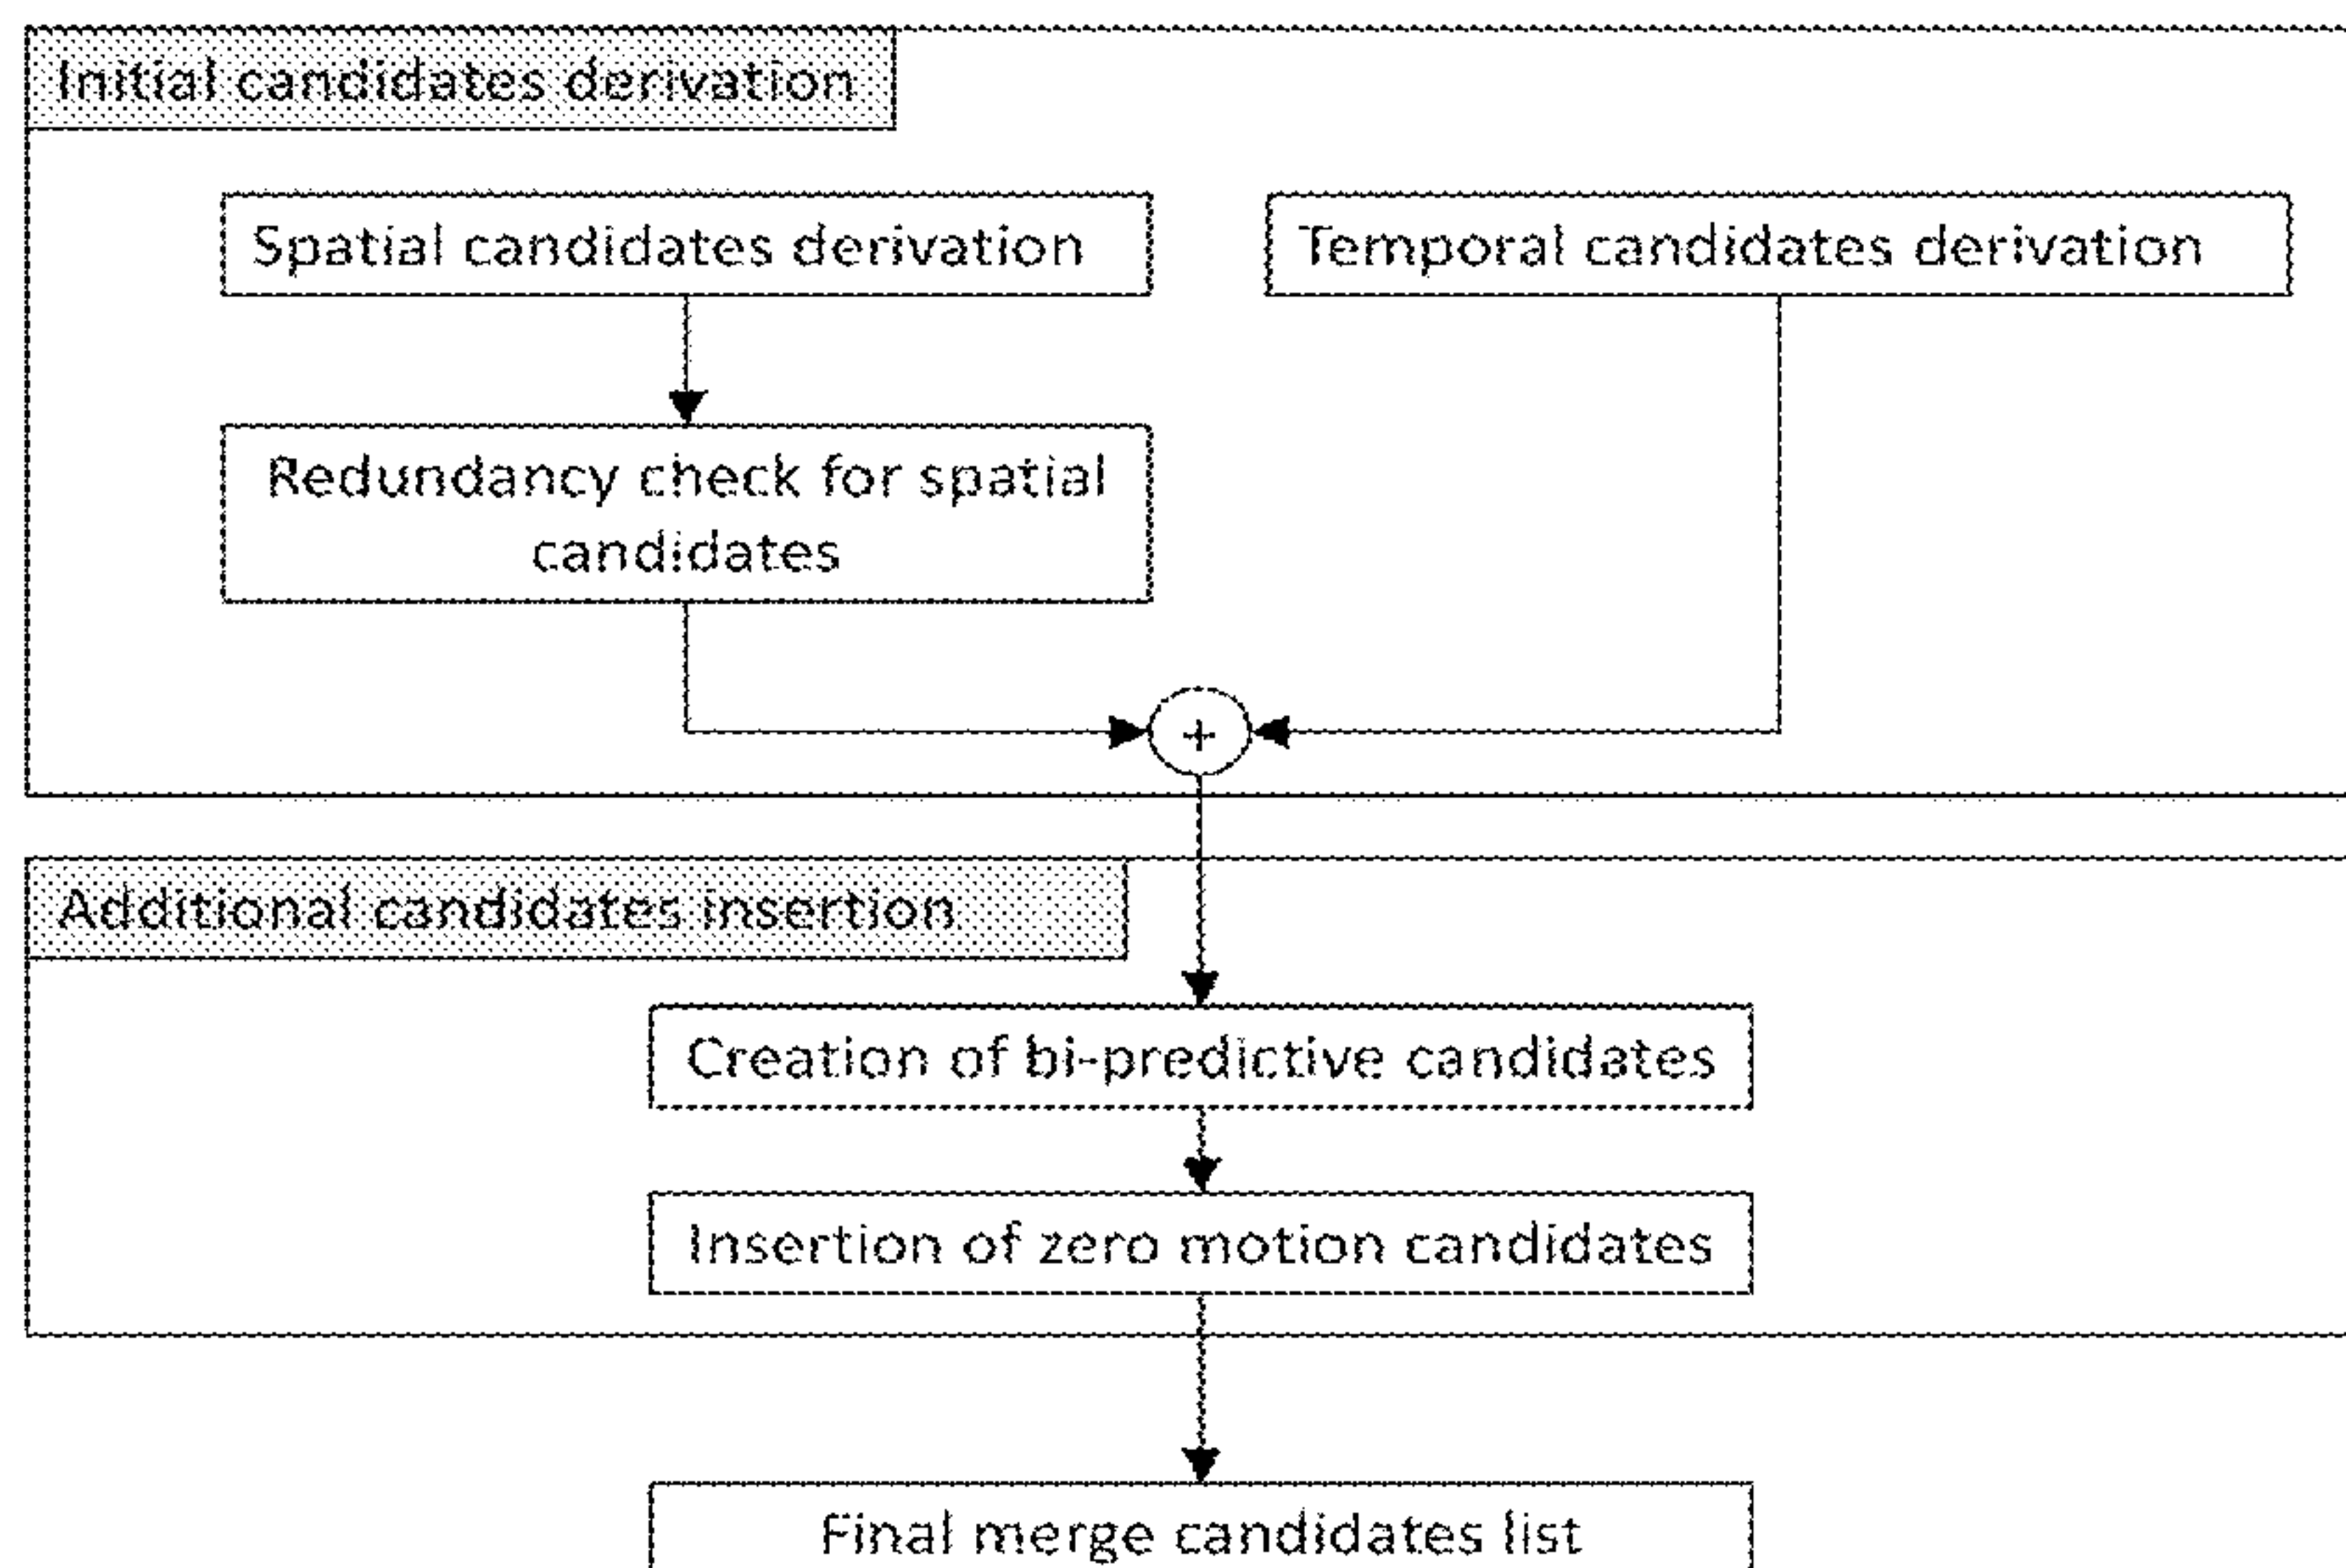 Initial candidates derivation
Spatial candidates derivation
Temporal candidates derivation
Redundancy check for spatial
candidates
+
Additional candidates insertion
Creation of bi-predictive candidates
Insertion of zero motion candidates
Final merge candidates list